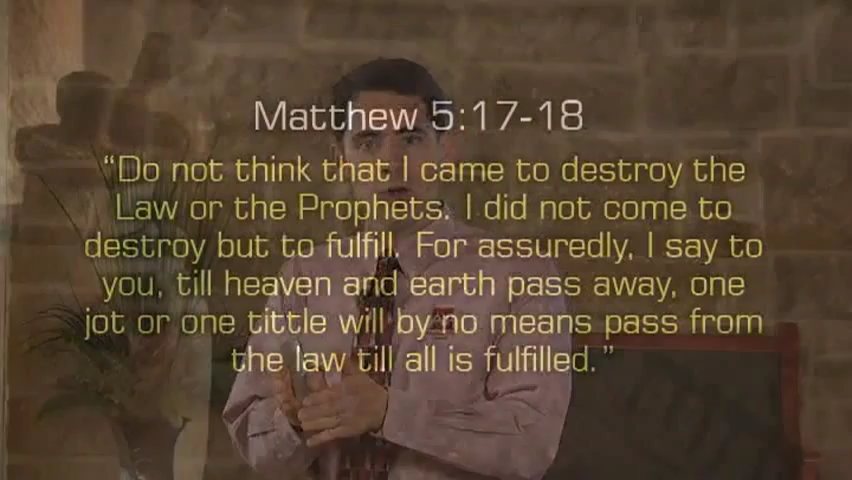 Matthew 5:17-18
“Do not think that I came to destroy the
Law or the Prophets. I did not come to
destroy but to fulfill. For assuredly, I say to
you, till heaven and earth pass away, one
jot or one tittle will by no means pass from
the law till all is fulfilled.”